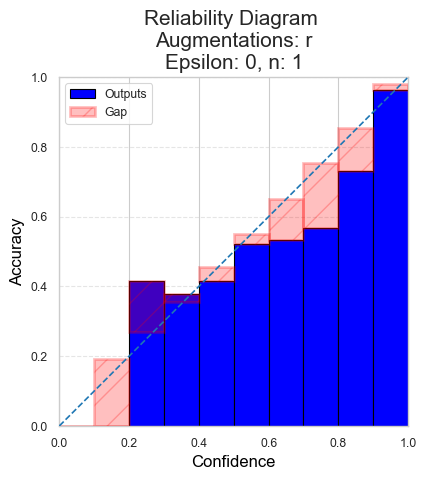 Reliability Diagram
Augmentations: r
Epsilon: 0, n: 1
Outputs
Gap
Accuracy
1.0
0.8
0.6
0.4
0.2
0.0
0.0 0.2 0.4 0.6 0.8 1.0
Confidence